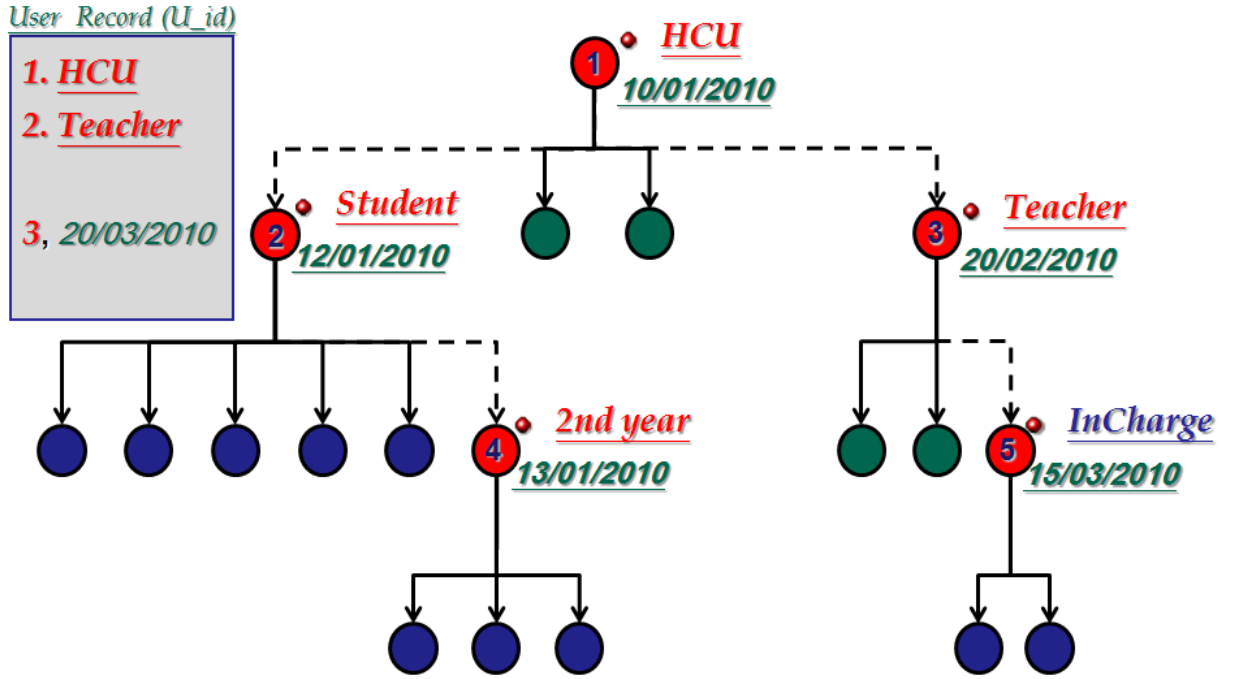 User Record (U_id)
1. HCU
2. Teacher
3, 20/03/2010
1
HCU
10/01/2010
2
Student
12/01/2010
3
Teacher
20/02/2010
4
2nd year
13/01/2010
5
InCharge
15/03/2010